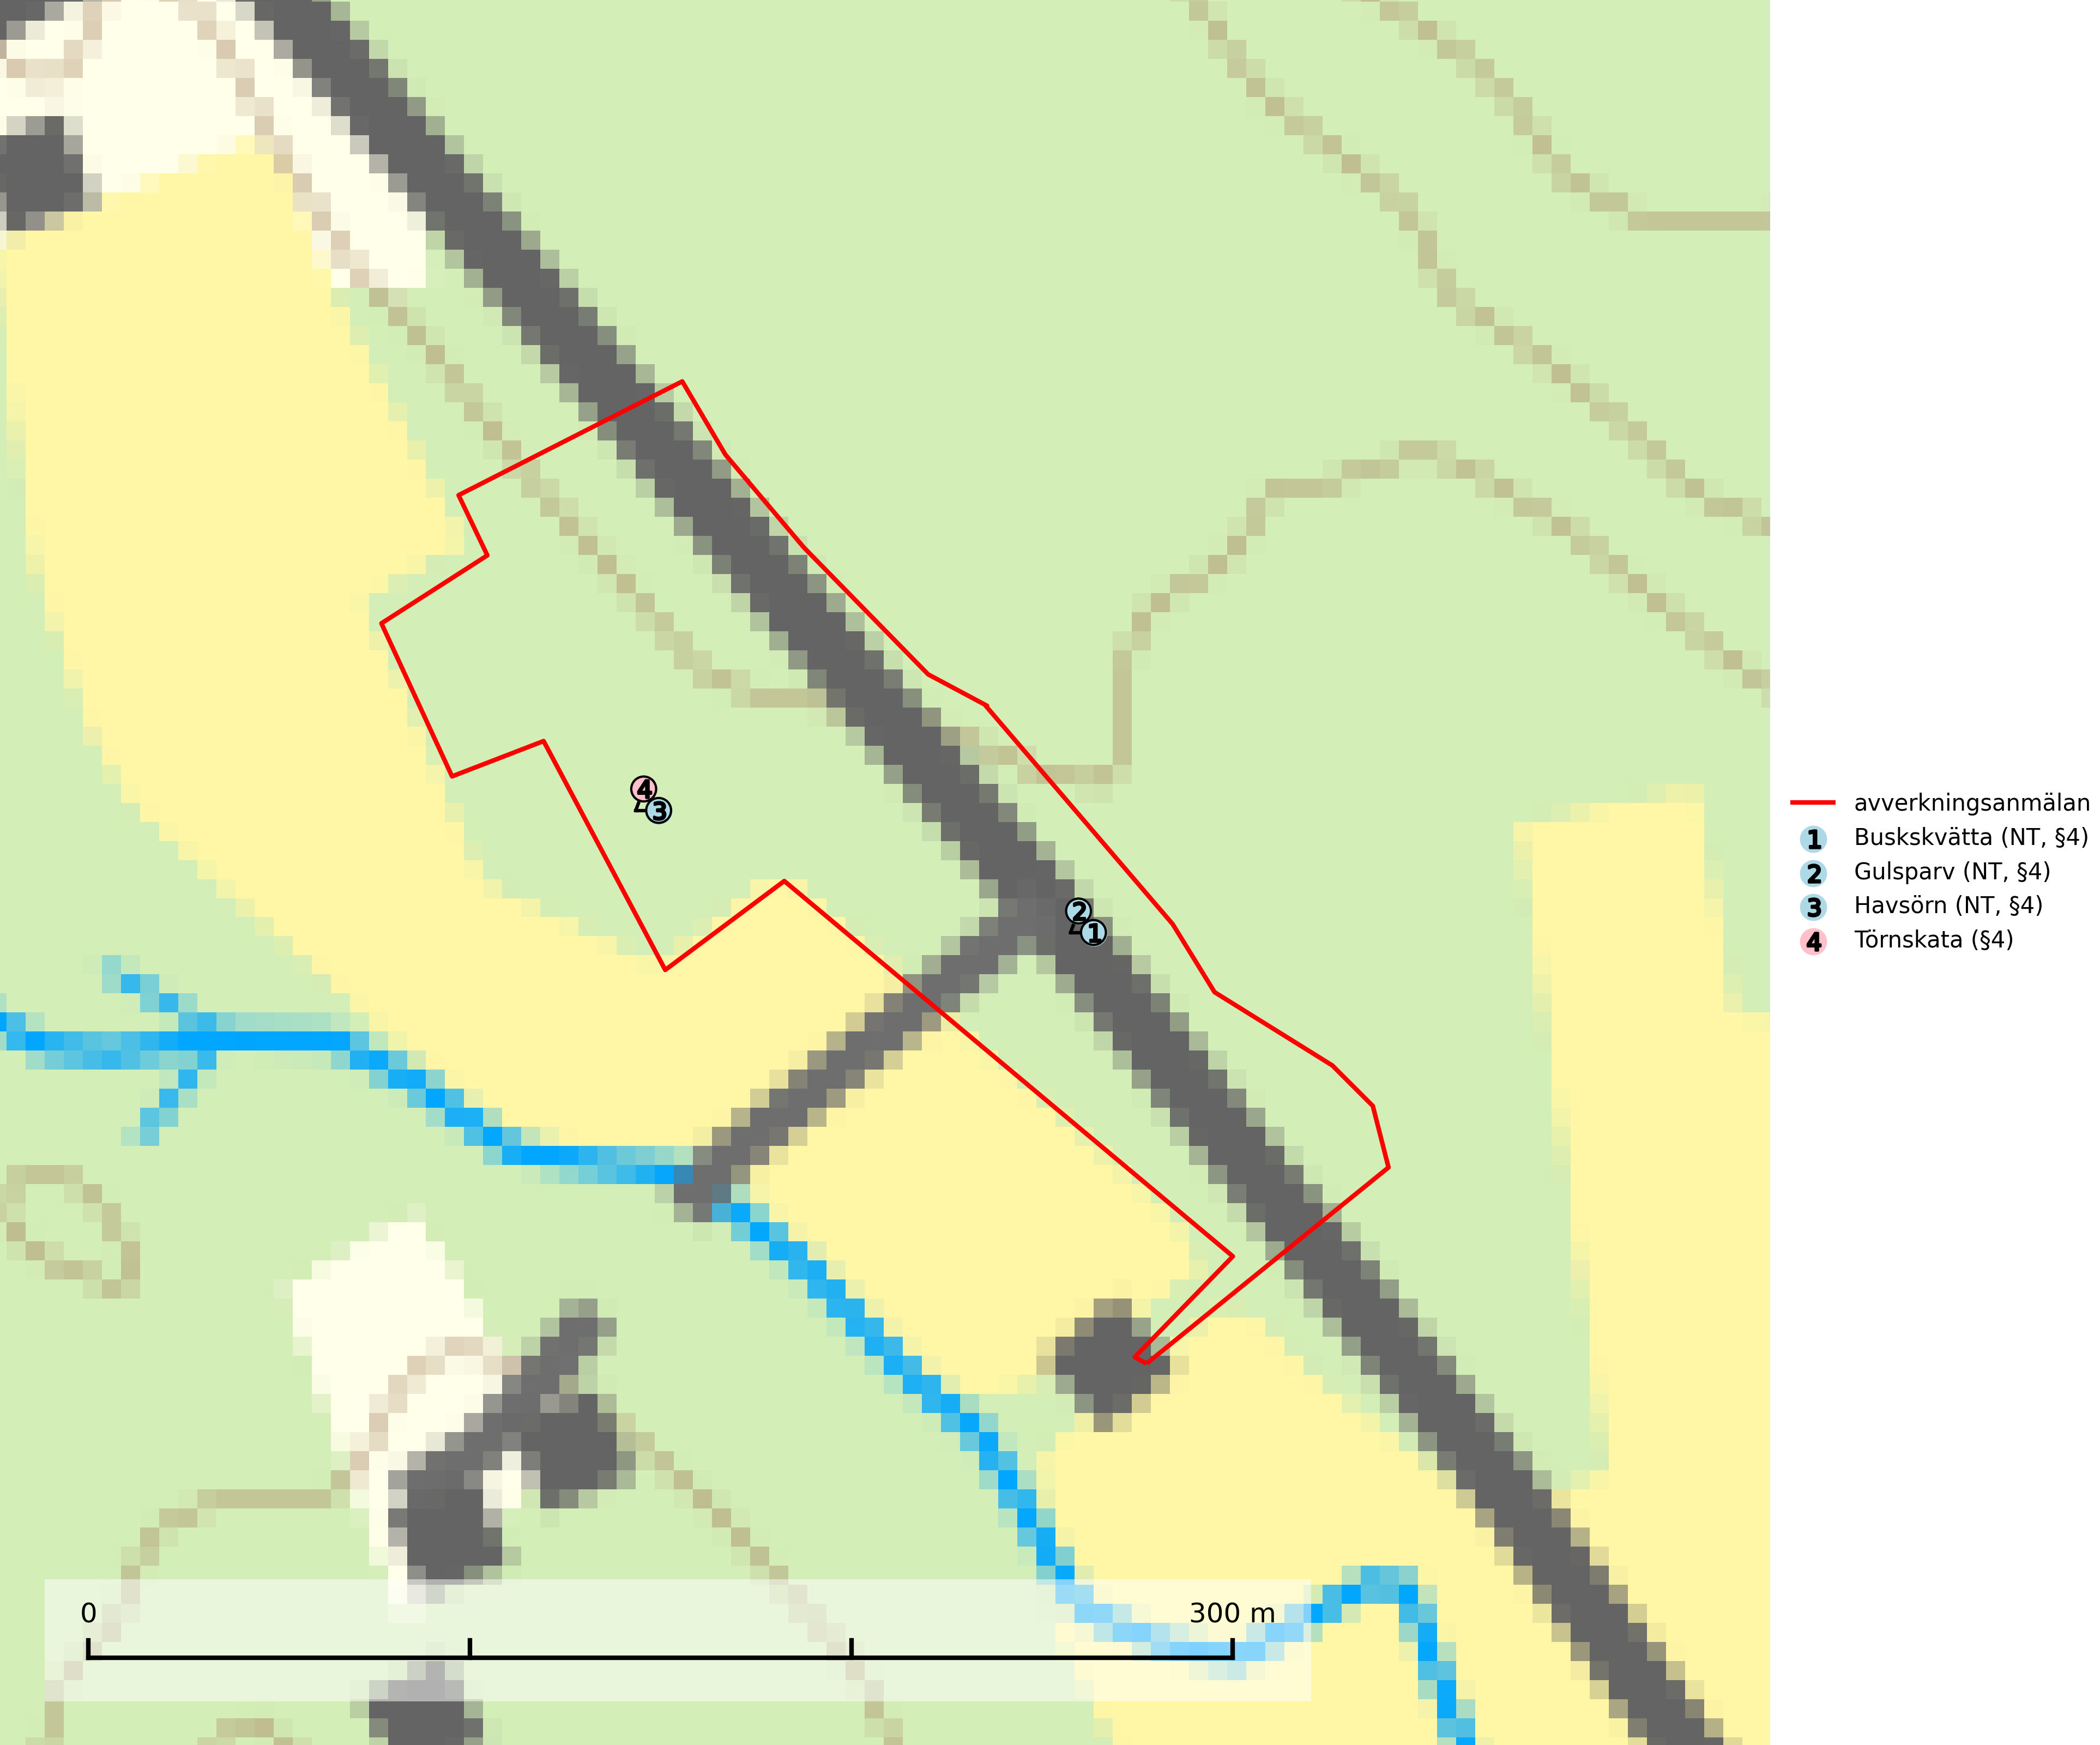 4
3
2
1
avverkningsanmälan
1 Buskskvätta (NT, §4)
2 Gulsparv (NT, §4)
3 Havsörn (NT, §4)
4 Törnskata (§4)
0 300 m